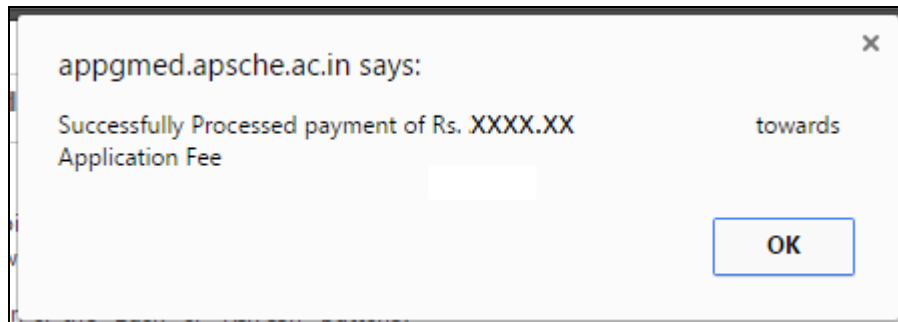 appgmed.apsche.ac.in says:
Successfully Processed payment of Rs. XXXX.XX towards
Application Fee
OK